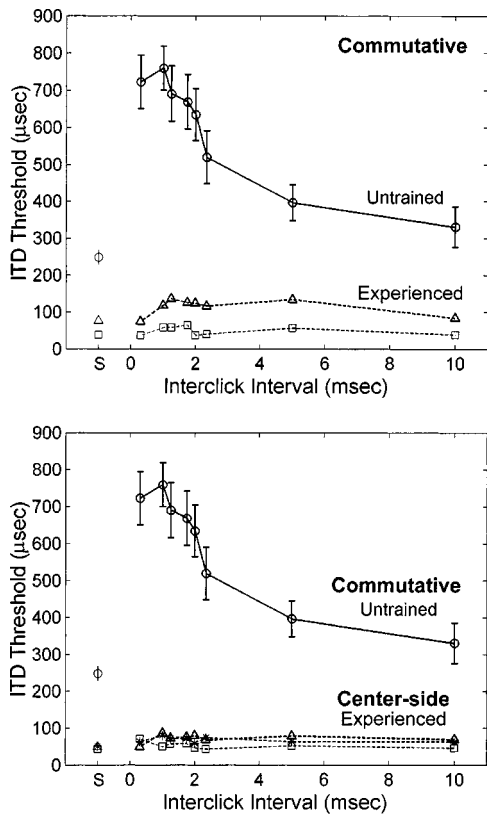 900
Commutative
800
700
600
500
Untrained
400
300
200
Experienced
100
0
ITD Threshold (μsec)
S 0 2 4 6 8 10
Interclick Interval (msec)
900
800
700
600
500
Commutative
Untrained
400
300
200
Center-side
Experienced
100
0
ITD Threshold (μsec)
S 0 2 4 6 8 10
Interclick Interval (msec)